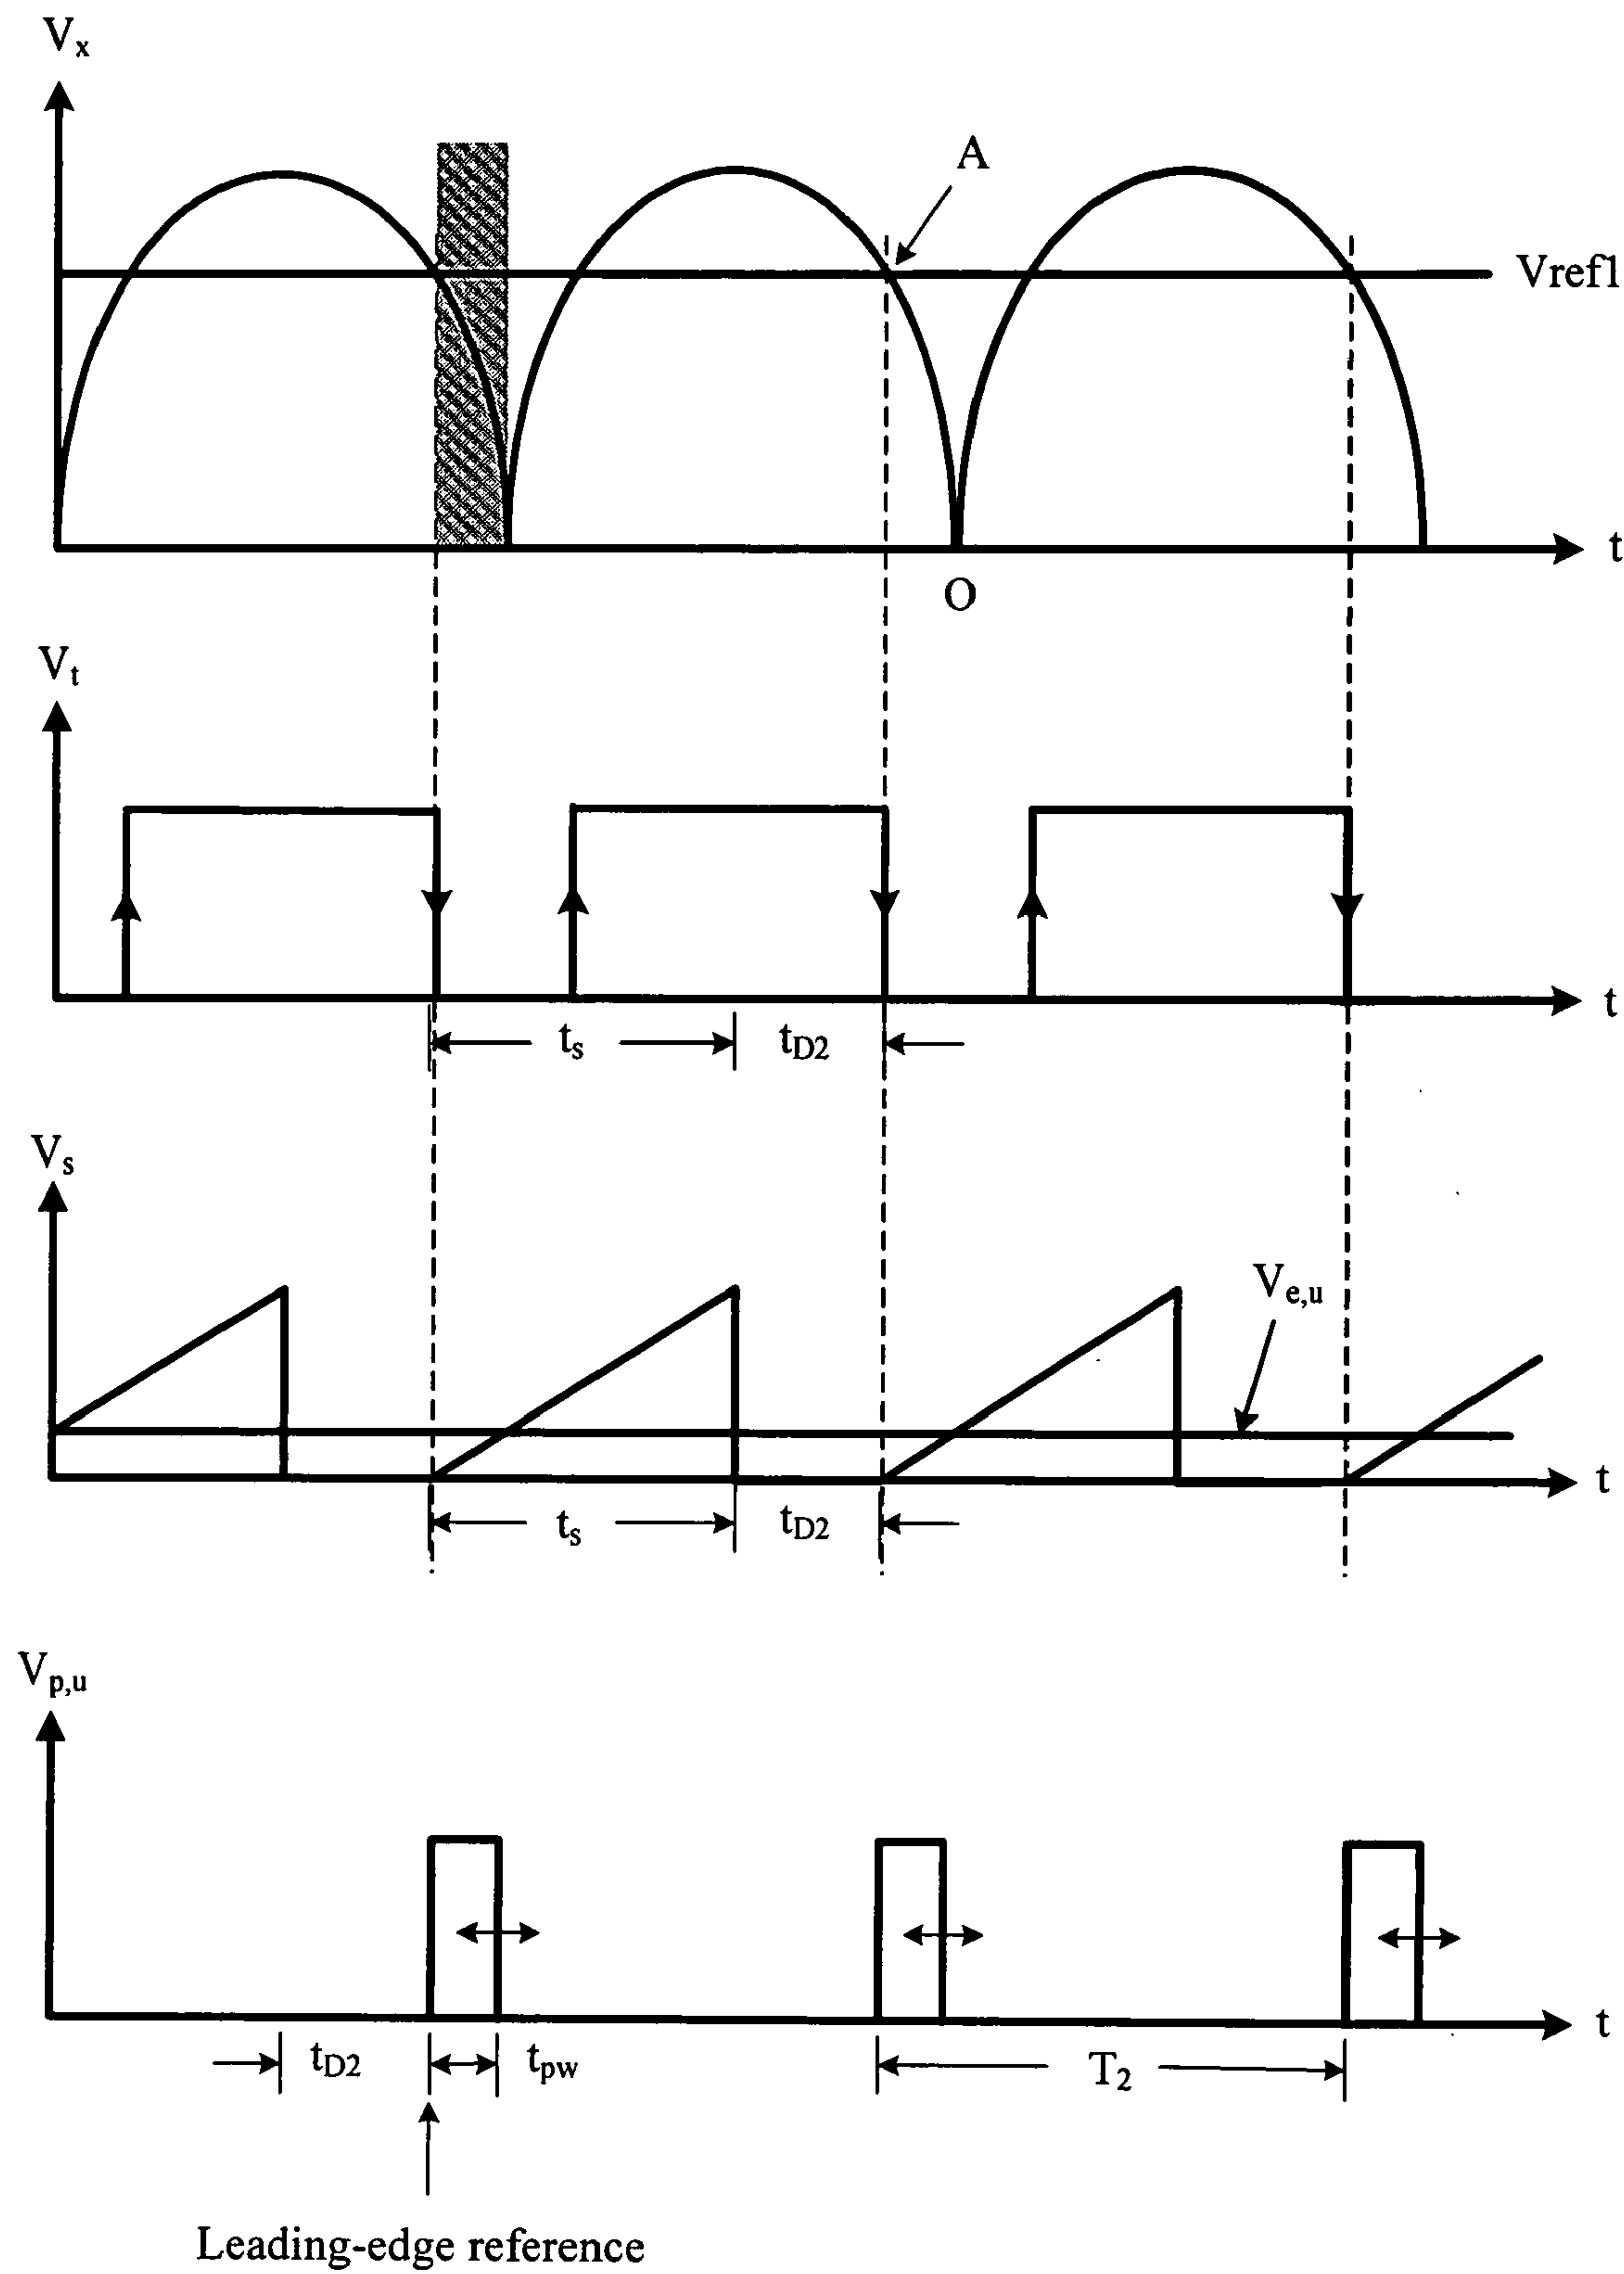 Vx
A
Vref1
t
O
Vt
t
ts tD2
Vs
Ve,u
t
ts tD2
Vp,u
t
tD2 tpw T2
Leading-edge reference